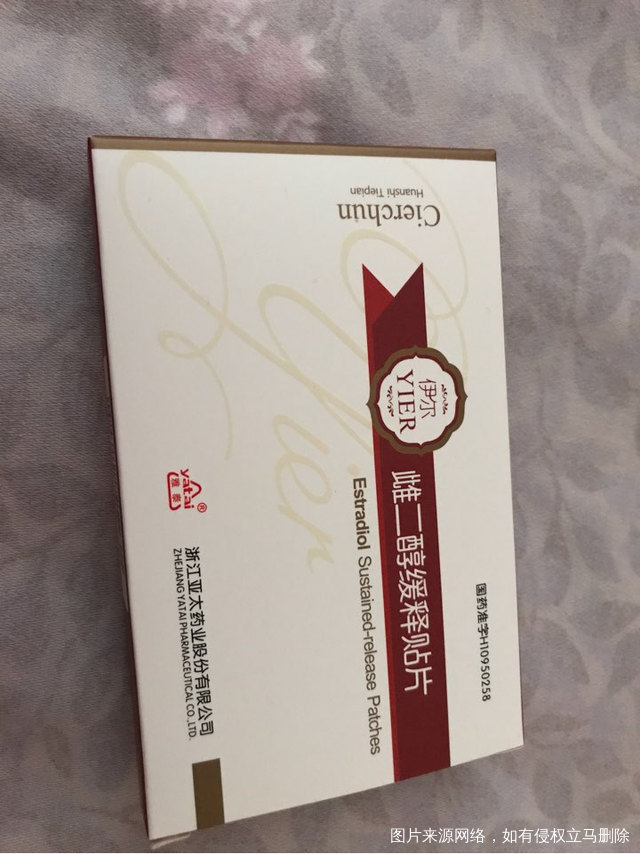 国药准字H10950258
Cierchun
Huanshi Tiepian
伊尔
YIER
雌二醇缓释贴片
Estradiol Sustained-release Patches
Yier
yatai®
雅泰
浙江亚太药业股份有限公司
ZHEJIANG YATAI PHARMACEUTICAL CO.,LTD.
图片来源网络，如有侵权立马删除